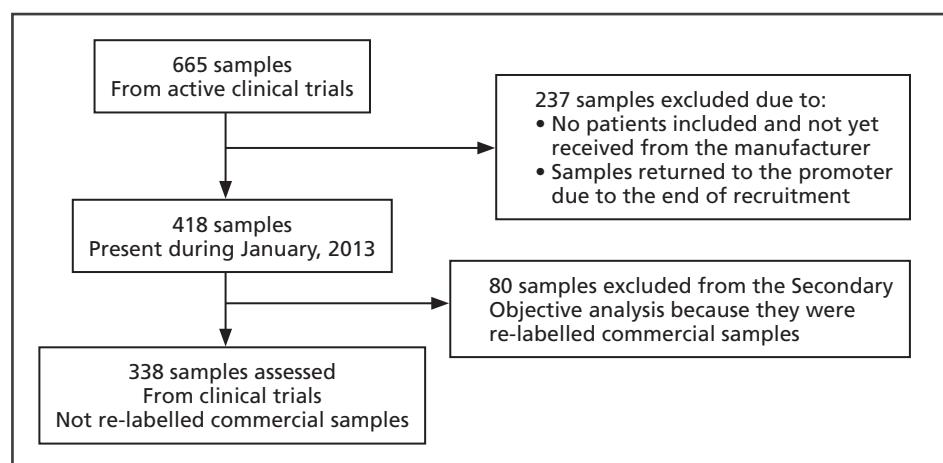 665 samples
From active clinical trials
237 samples excluded due to:
• No patients included and not yet
received from the manufacturer
• Samples returned to the promoter
due to the end of recruitment
418 samples
Present during January, 2013
80 samples excluded from the Secondary
Objective analysis because they were
re-labelled commercial samples
338 samples assessed
From clinical trials
Not re-labelled commercial samples